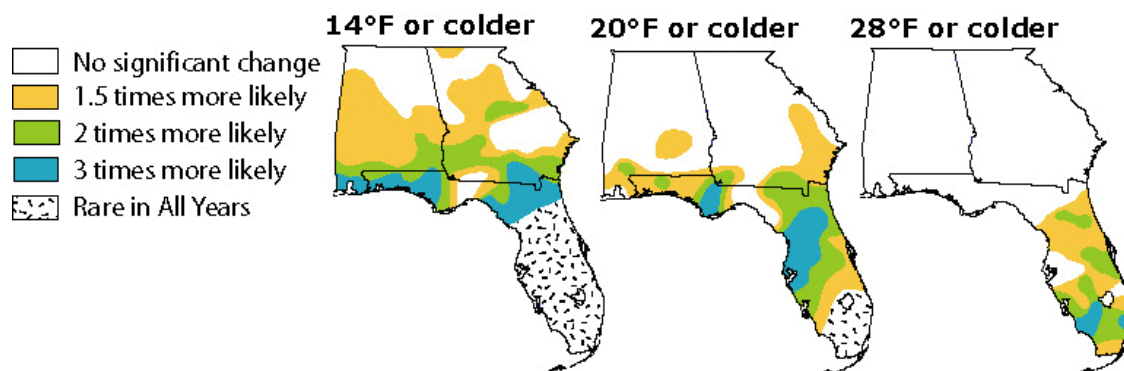 14°F or colder
20°F or colder
28°F or colder
No significant change
1.5 times more likely
2 times more likely
3 times more likely
Rare in All Years